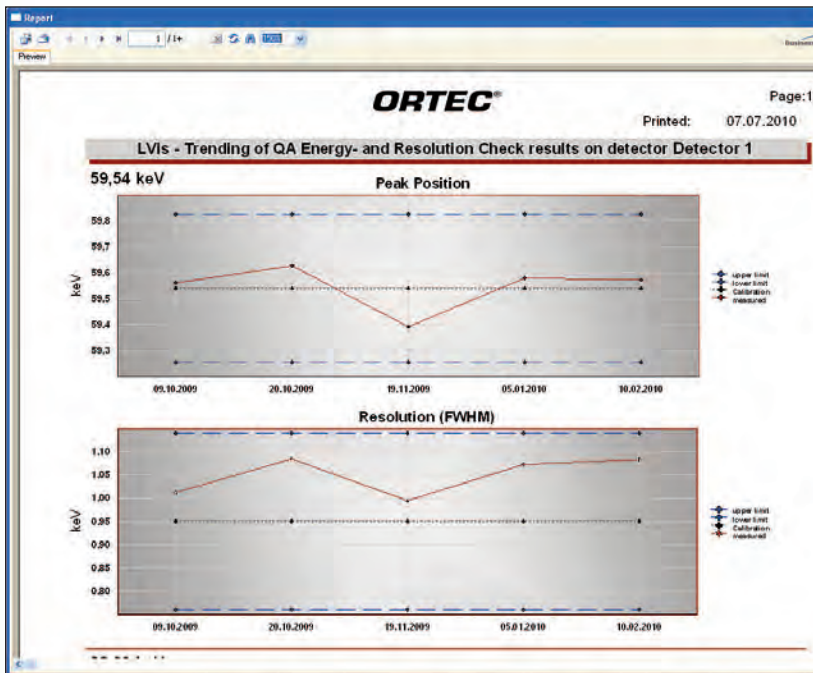 Report
1 / 1+
Preview
ORTEC®
Page:1
Printed: 07.07.2010
LVIs - Trending of QA Energy- and Resolution Check results on detector Detector 1
59,54 keV
Peak Position
59,8
59,7
59,6
59,5
59,4
59,3
keV
upper limit
lower limit
Calibration
measured
09.10.2009 20.10.2009 19.11.2009 05.01.2010 10.02.2010
Resolution (FWHM)
1,10
1,05
1,00
0,95
0,90
0,85
0,80
keV
upper limit
lower limit
Calibration
measured
09.10.2009 20.10.2009 19.11.2009 05.01.2010 10.02.2010